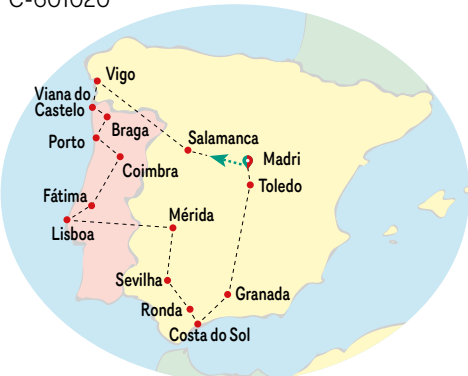 C-601020
Vigo
Viana do
Castelo
Braga
Porto
Salamanca
Madri
Coimbra
Toledo
Fátima
Lisboa
Mérida
Sevilha
Granada
Ronda
Costa do Sol